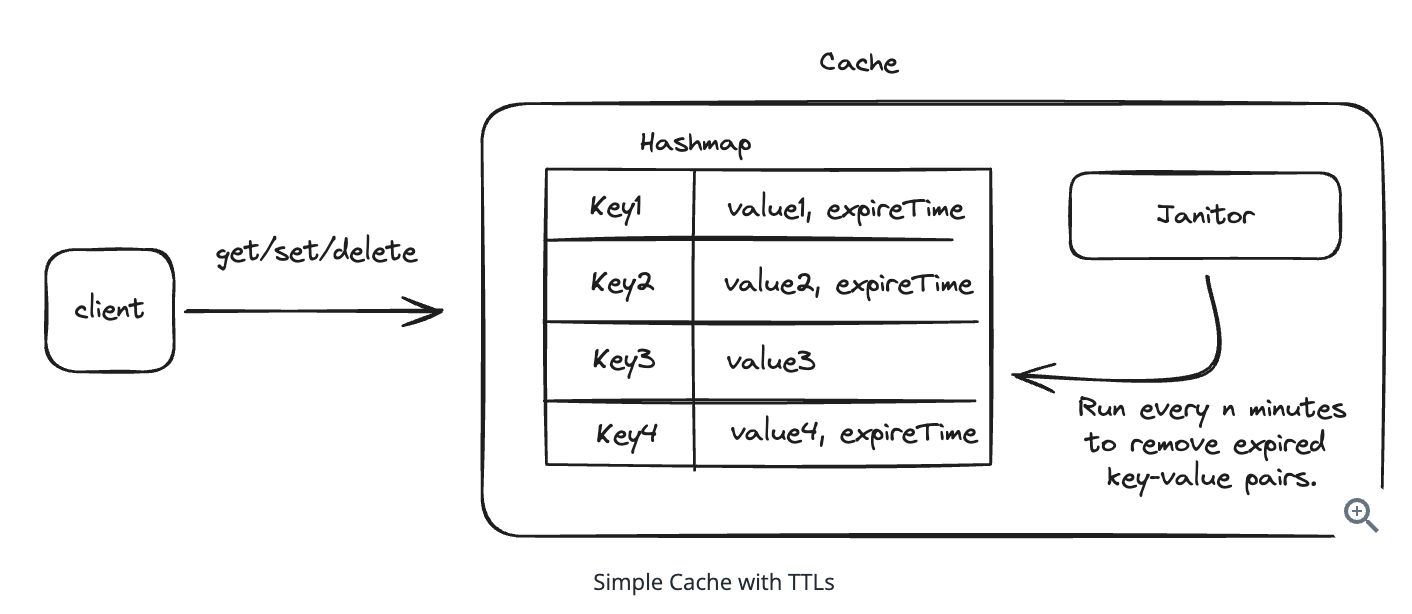 Cache
Hashmap
Key1 value1, expireTime
Janitor
get/set/delete
Key2 value2, expireTime
client
Key3 value3
Run every n minutes
to remove expired
key-value pairs.
Key4 value4, expireTime
Simple Cache with TTLs